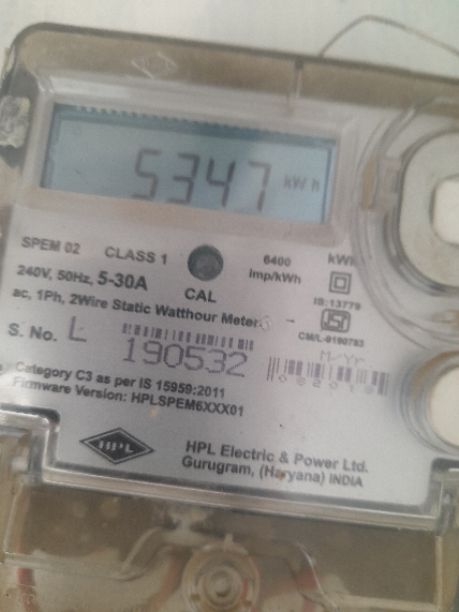 5347 kWh
SPEM 02 CLASS 1 6400 imp/kWh kWh
240V, 50Hz, 5-30A CAL IS:13779
ac, 1Ph, 2Wire Static Watthour Meter
CM/L-9190783
S. No. L 190532 M/Yr.
Category C3 as per IS 15959:2011
Firmware Version: HPLSPEM6XXX01
HPL
HPL Electric & Power Ltd.
Gurugram, (Haryana) INDIA